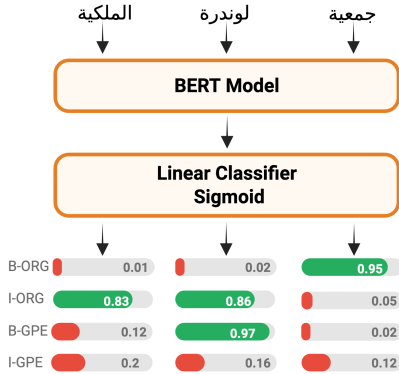 جمعية لوندرة الملكية
BERT Model
Linear Classifier
Sigmoid
B-ORG 0.01 0.02 0.95
I-ORG 0.83 0.86 0.05
B-GPE 0.12 0.97 0.02
I-GPE 0.2 0.16 0.12